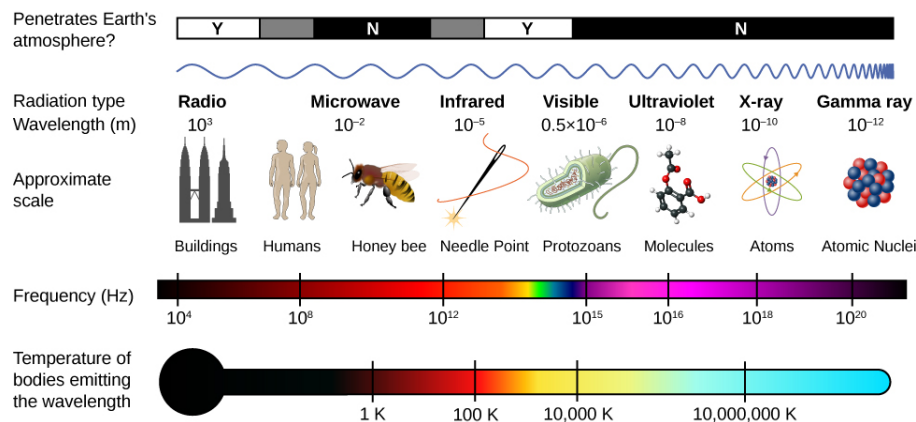 Penetrates Earth's
atmosphere?
Y N Y N
Radiation type Radio Microwave Infrared Visible Ultraviolet X-ray Gamma ray
Wavelength (m) 10³ 10⁻² 10⁻⁵ 0.5×10⁻⁶ 10⁻⁸ 10⁻¹⁰ 10⁻¹²
Approximate
scale
Buildings Humans Honey bee Needle Point Protozoans Molecules Atoms Atomic Nuclei
Frequency (Hz)
10⁴ 10⁸ 10¹² 10¹⁵ 10¹⁶ 10¹⁸ 10²⁰
Temperature of
bodies emitting
the wavelength
1 K 100 K 10,000 K 10,000,000 K